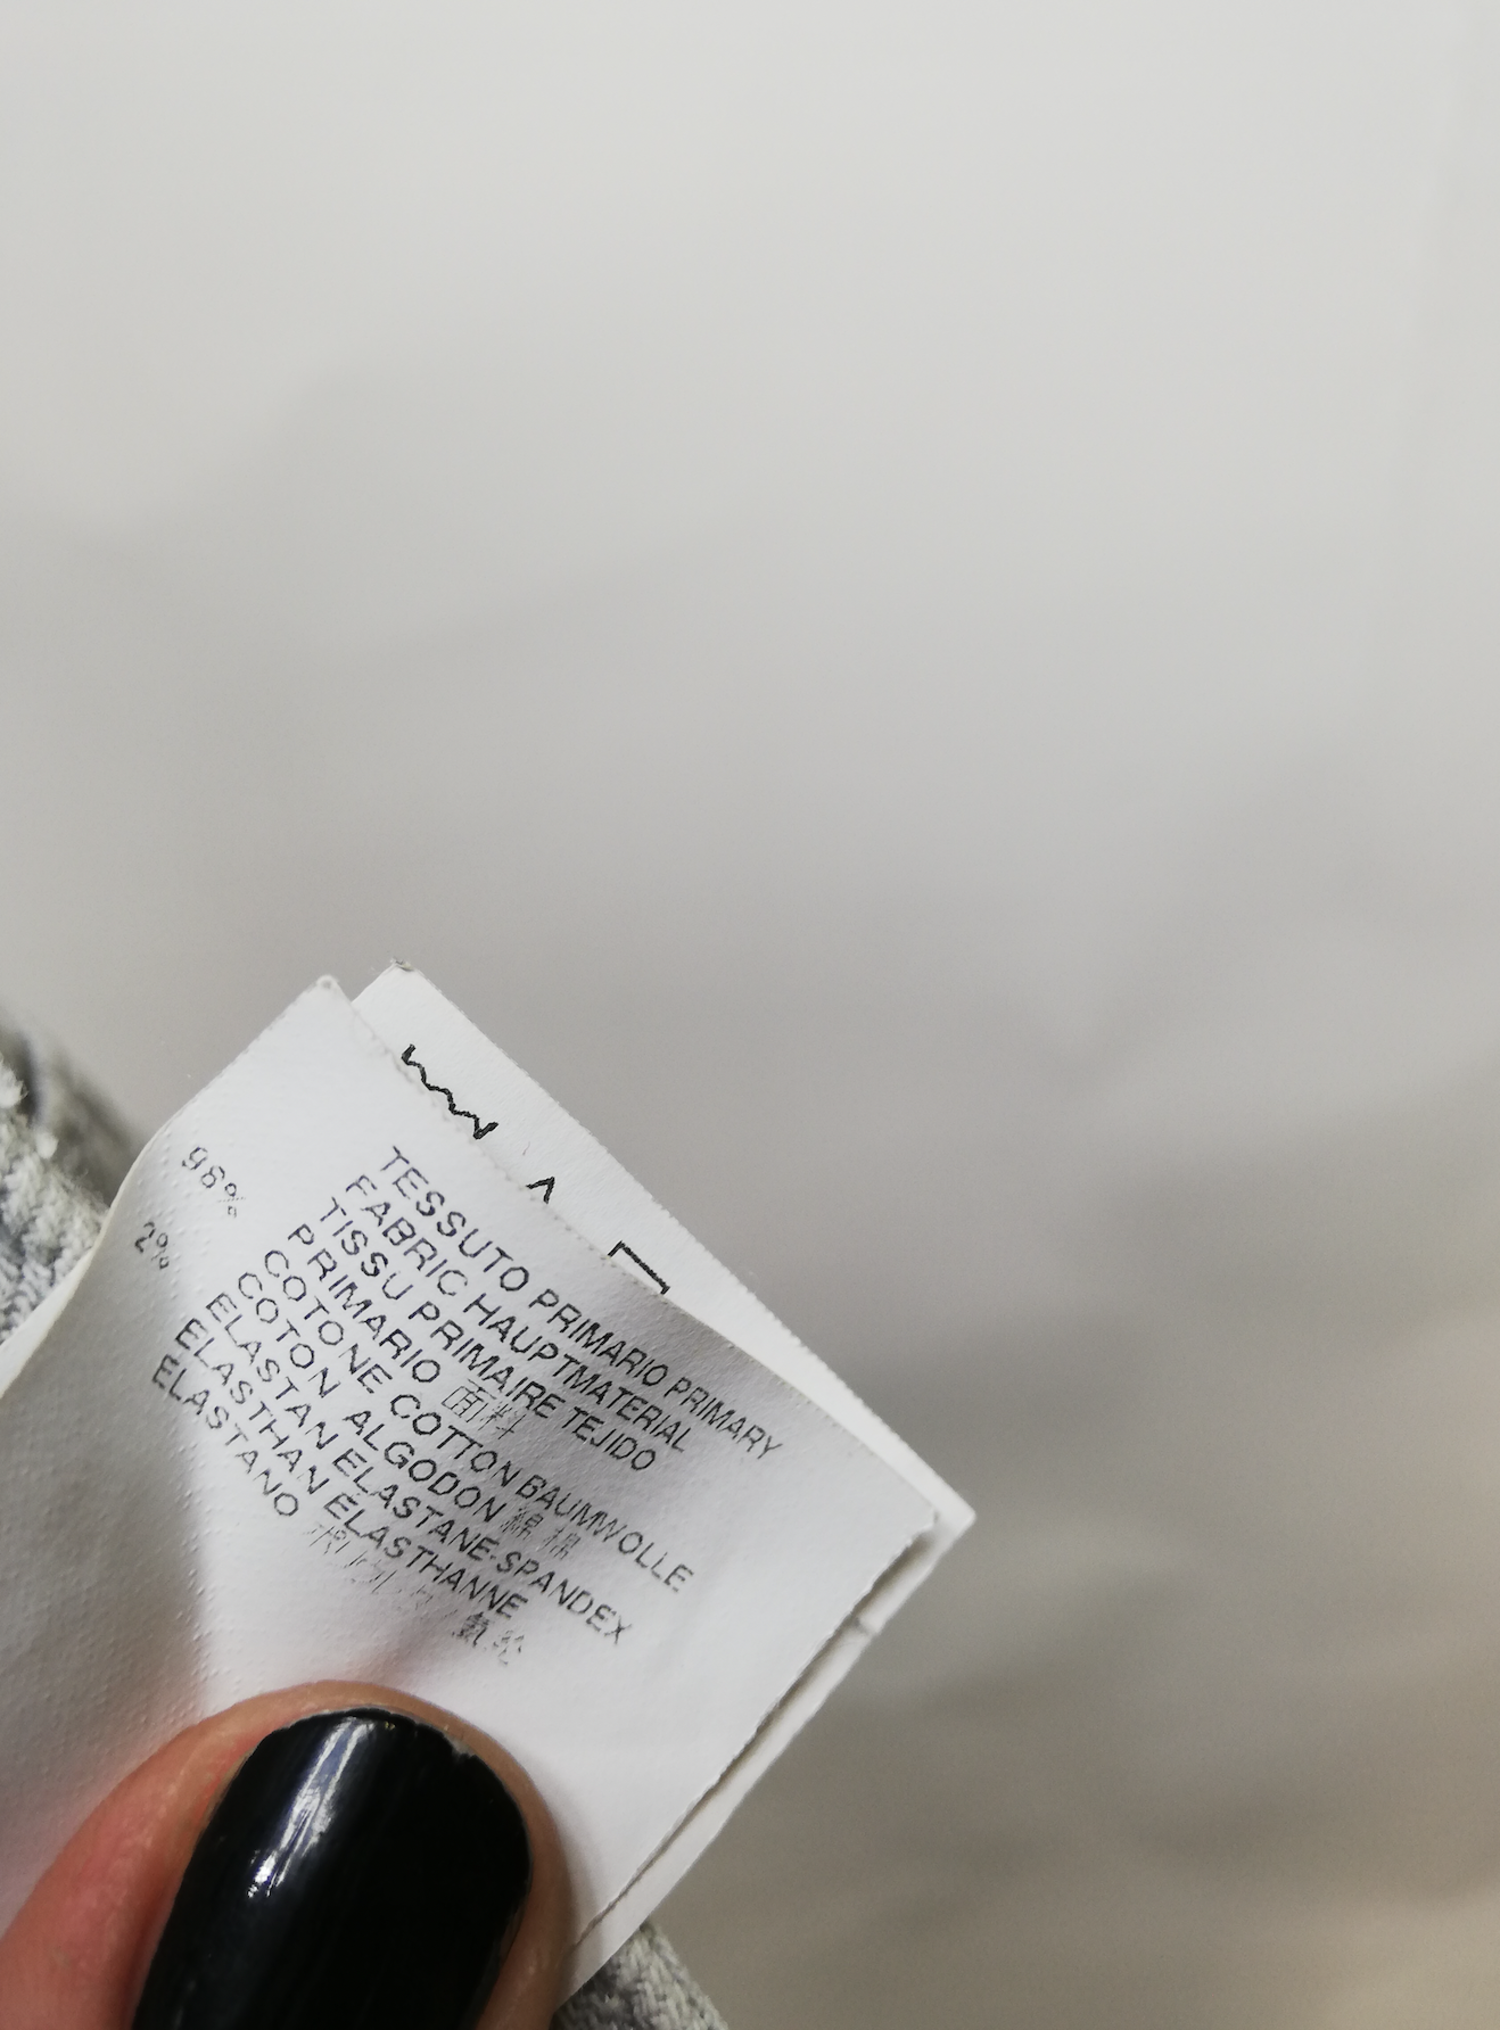 TESSUTO PRIMARIO PRIMARY
FABRIC HAUPTMATERIAL
TISSU PRIMAIRE TEJIDO
PRIMARIO 面料
98% COTONE COTTON BAUMWOLLE
COTON ALGODON 綿 棉
2% ELASTAN ELASTANE-SPANDEX
ELASTHAN ELASTHANNE
ELASTANO 氨纶